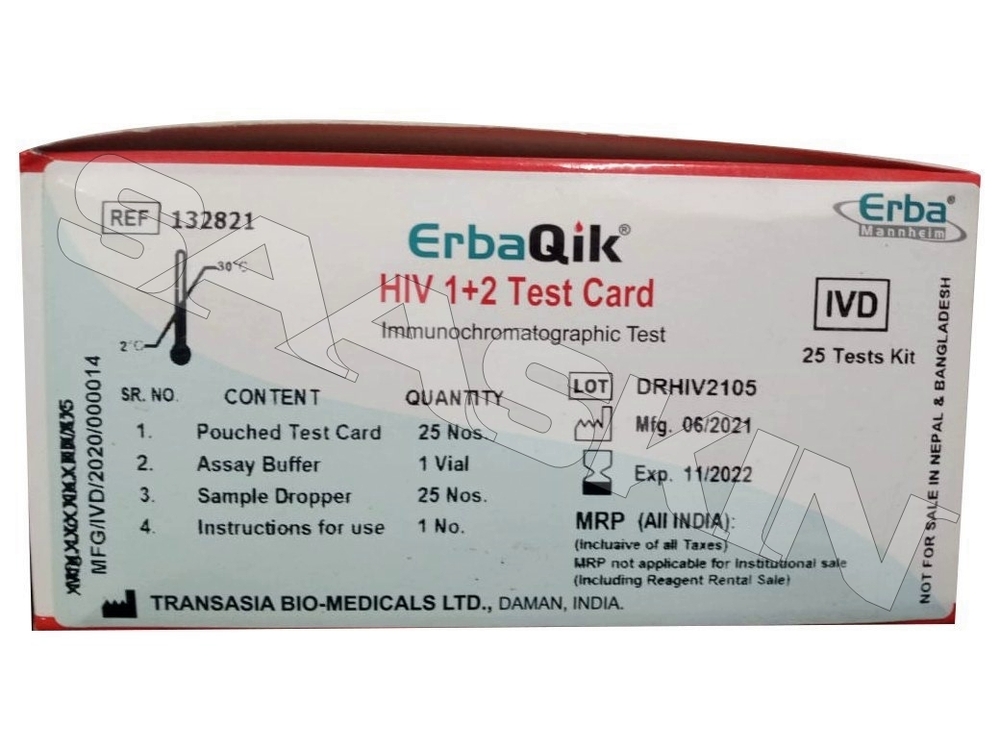 REF 132821
Erba®
Mannheim
ErbaQik®
HIV 1+2 Test Card
Immunochromatographic Test
30°C
2°C
IVD
25 Tests Kit
SR. NO. CONTENT QUANTITY
1. Pouched Test Card 25 Nos.
2. Assay Buffer 1 Vial
3. Sample Dropper 25 Nos.
4. Instructions for use 1 No.
LOT DRHIV2105
Mfg. 06/2021
Exp. 11/2022
MRP (All INDIA):
(Inclusive of all Taxes)
MRP not applicable for Institutional sale
(Including Reagent Rental Sale)
TRANSASIA BIO-MEDICALS LTD., DAMAN, INDIA.
MFG/IVD/2020/000014
NOT FOR SALE IN NEPAL & BANGLADESH
SAASKIN